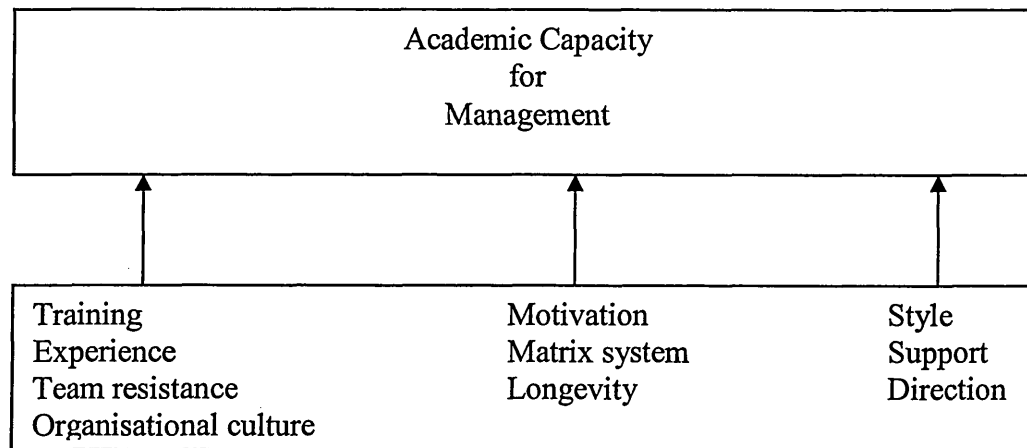 Academic Capacity
for
Management
Training
Experience
Team resistance
Organisational culture
Motivation
Matrix system
Longevity
Style
Support
Direction